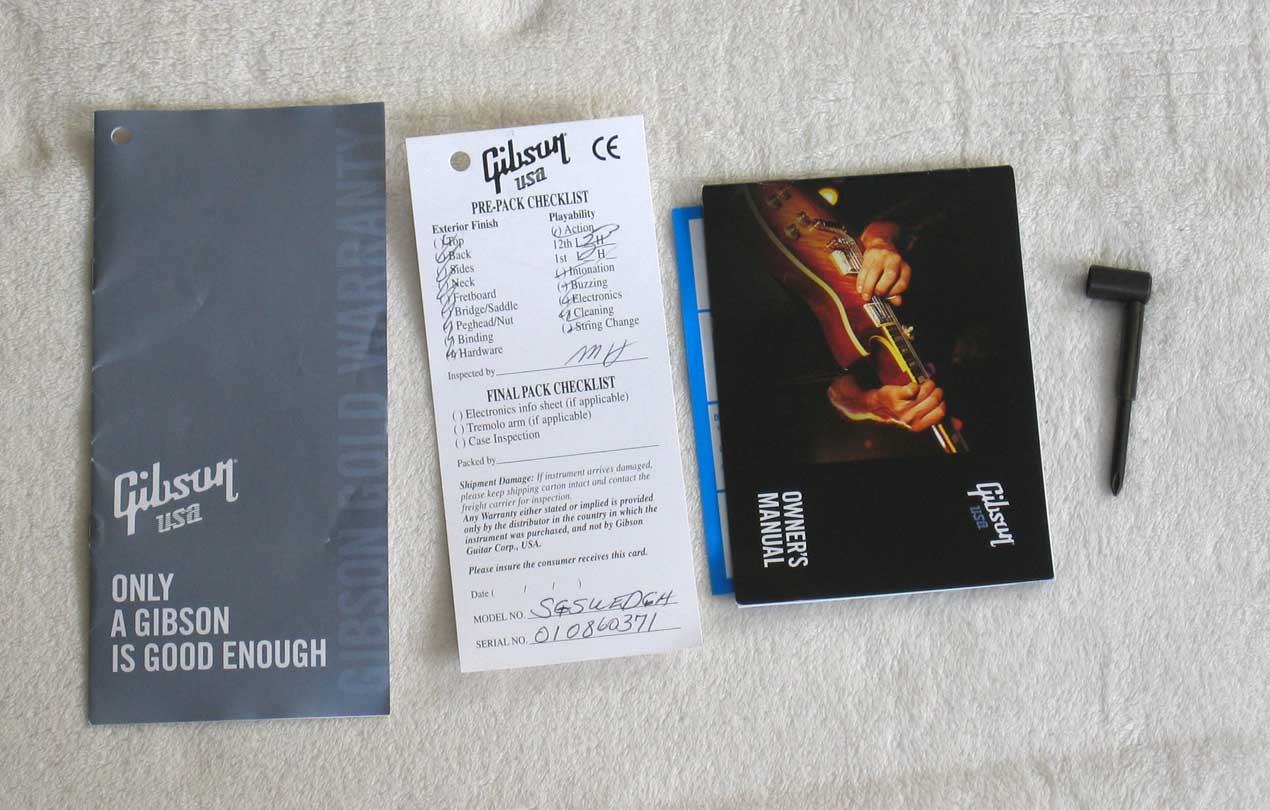 GIBSON GOLD WARRANTY
Gibson
USA
ONLY
A GIBSON
IS GOOD ENOUGH
Gibson CE
USA
PRE-PACK CHECKLIST
Exterior Finish
( ) Top
( ) Back
( ) Sides
( ) Neck
( ) Fretboard
( ) Bridge/Saddle
( ) Peghead/Nut
( ) Binding
( ) Hardware
Playability
( ) Action
12th
1st
( ) Intonation
( ) Buzzing
( ) Electronics
( ) Cleaning
( ) String Change
Inspected by
FINAL PACK CHECKLIST
( ) Electronics info sheet (if applicable)
( ) Tremolo arm (if applicable)
( ) Case Inspection
Packed by
Shipment Damage: If instrument arrives damaged,
please keep shipping carton intact and contact the
freight carrier for inspection.
Any Warranty either stated or implied is provided
only by the distributor in the country in which the
instrument was purchased, and not by Gibson
Guitar Corp., USA.
Please insure the consumer receives this card.
Date ( / / )
MODEL NO.
SERIAL NO. 010860371
OWNER'S
MANUAL
Gibson
USA